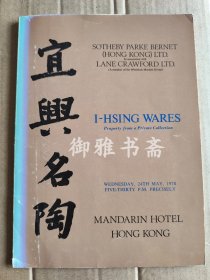 宜興名陶
SOTHEBY PARKE BERNET
(HONG KONG) LTD.
LANE CRAWFORD LTD.
I-HSING WARES
Property from a Private Collection
御雅书斋
WEDNESDAY, 24TH MAY, 1978
FIVE-THIRTY P.M. PRECISELY
MANDARIN HOTEL
HONG KONG